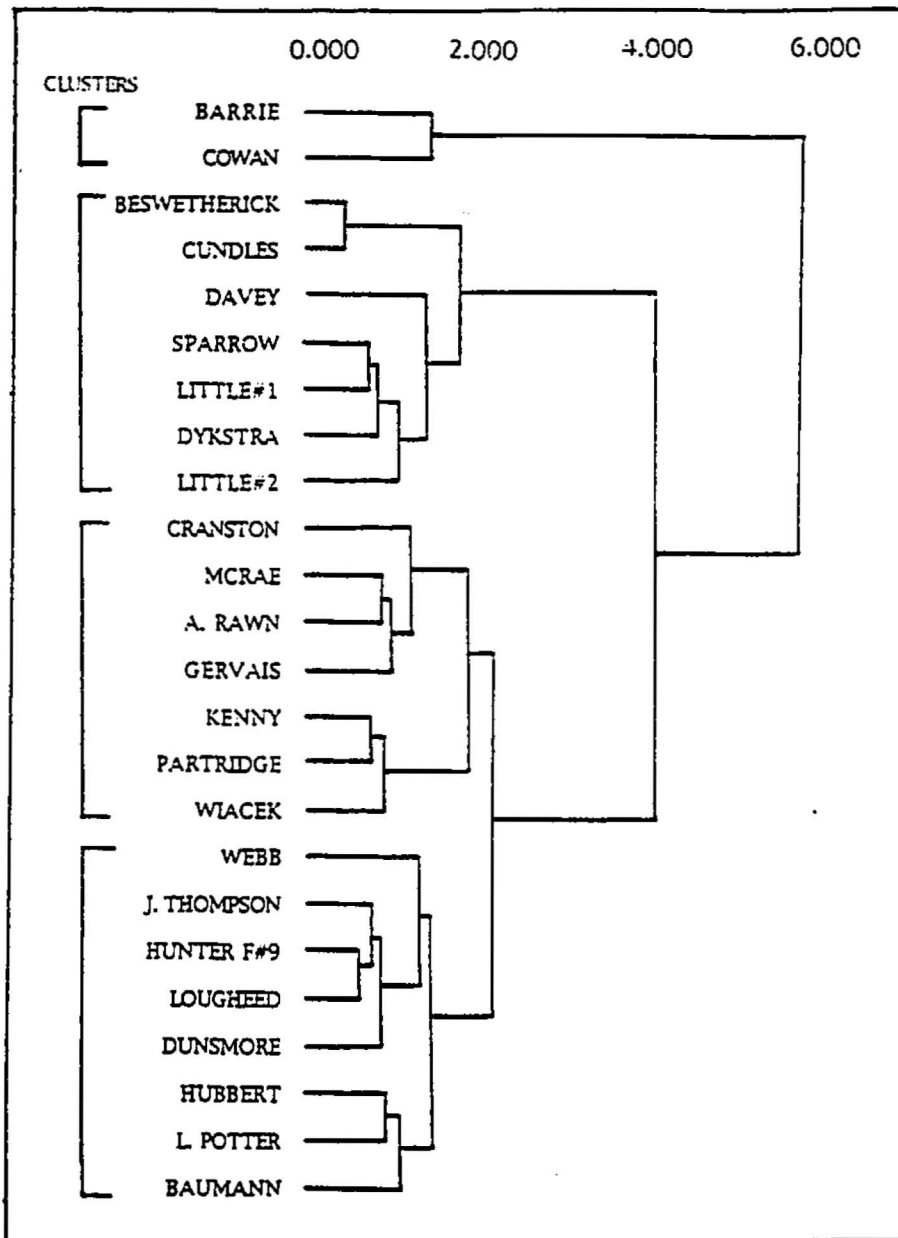 0.000 2.000 4.000 6.000
CLUSTERS
BARRIE
COWAN
BESWETHERICK
CUNDLES
DAVEY
SPARROW
LITTLE#1
DYKSTRA
LITTLE#2
CRANSTON
MCRAE
A. RAWN
GERVAIS
KENNY
PARTRIDGE
WIACEK
WEBB
J. THOMPSON
HUNTER F#9
LOUGHEED
DUNSMORE
HUBBERT
L. POTTER
BAUMANN